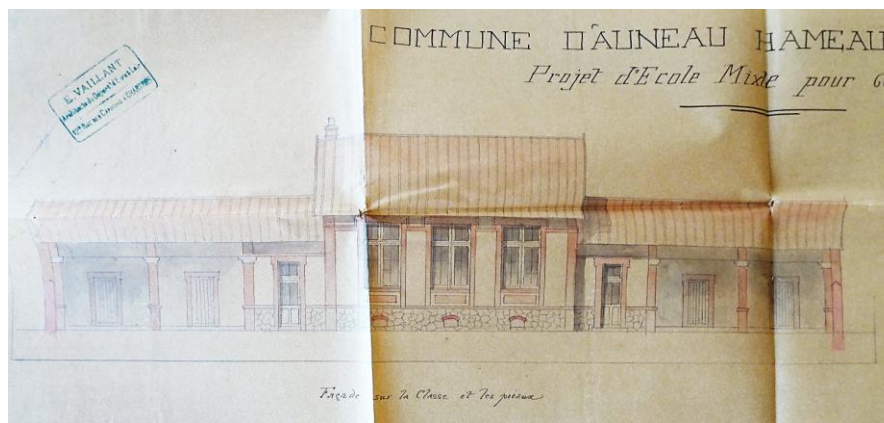 COMMUNE D'AUNEAU HAMEAU
Projet d'Ecole Mixte pour
E. VAILLANT
Façade sur la Classe et les préaux